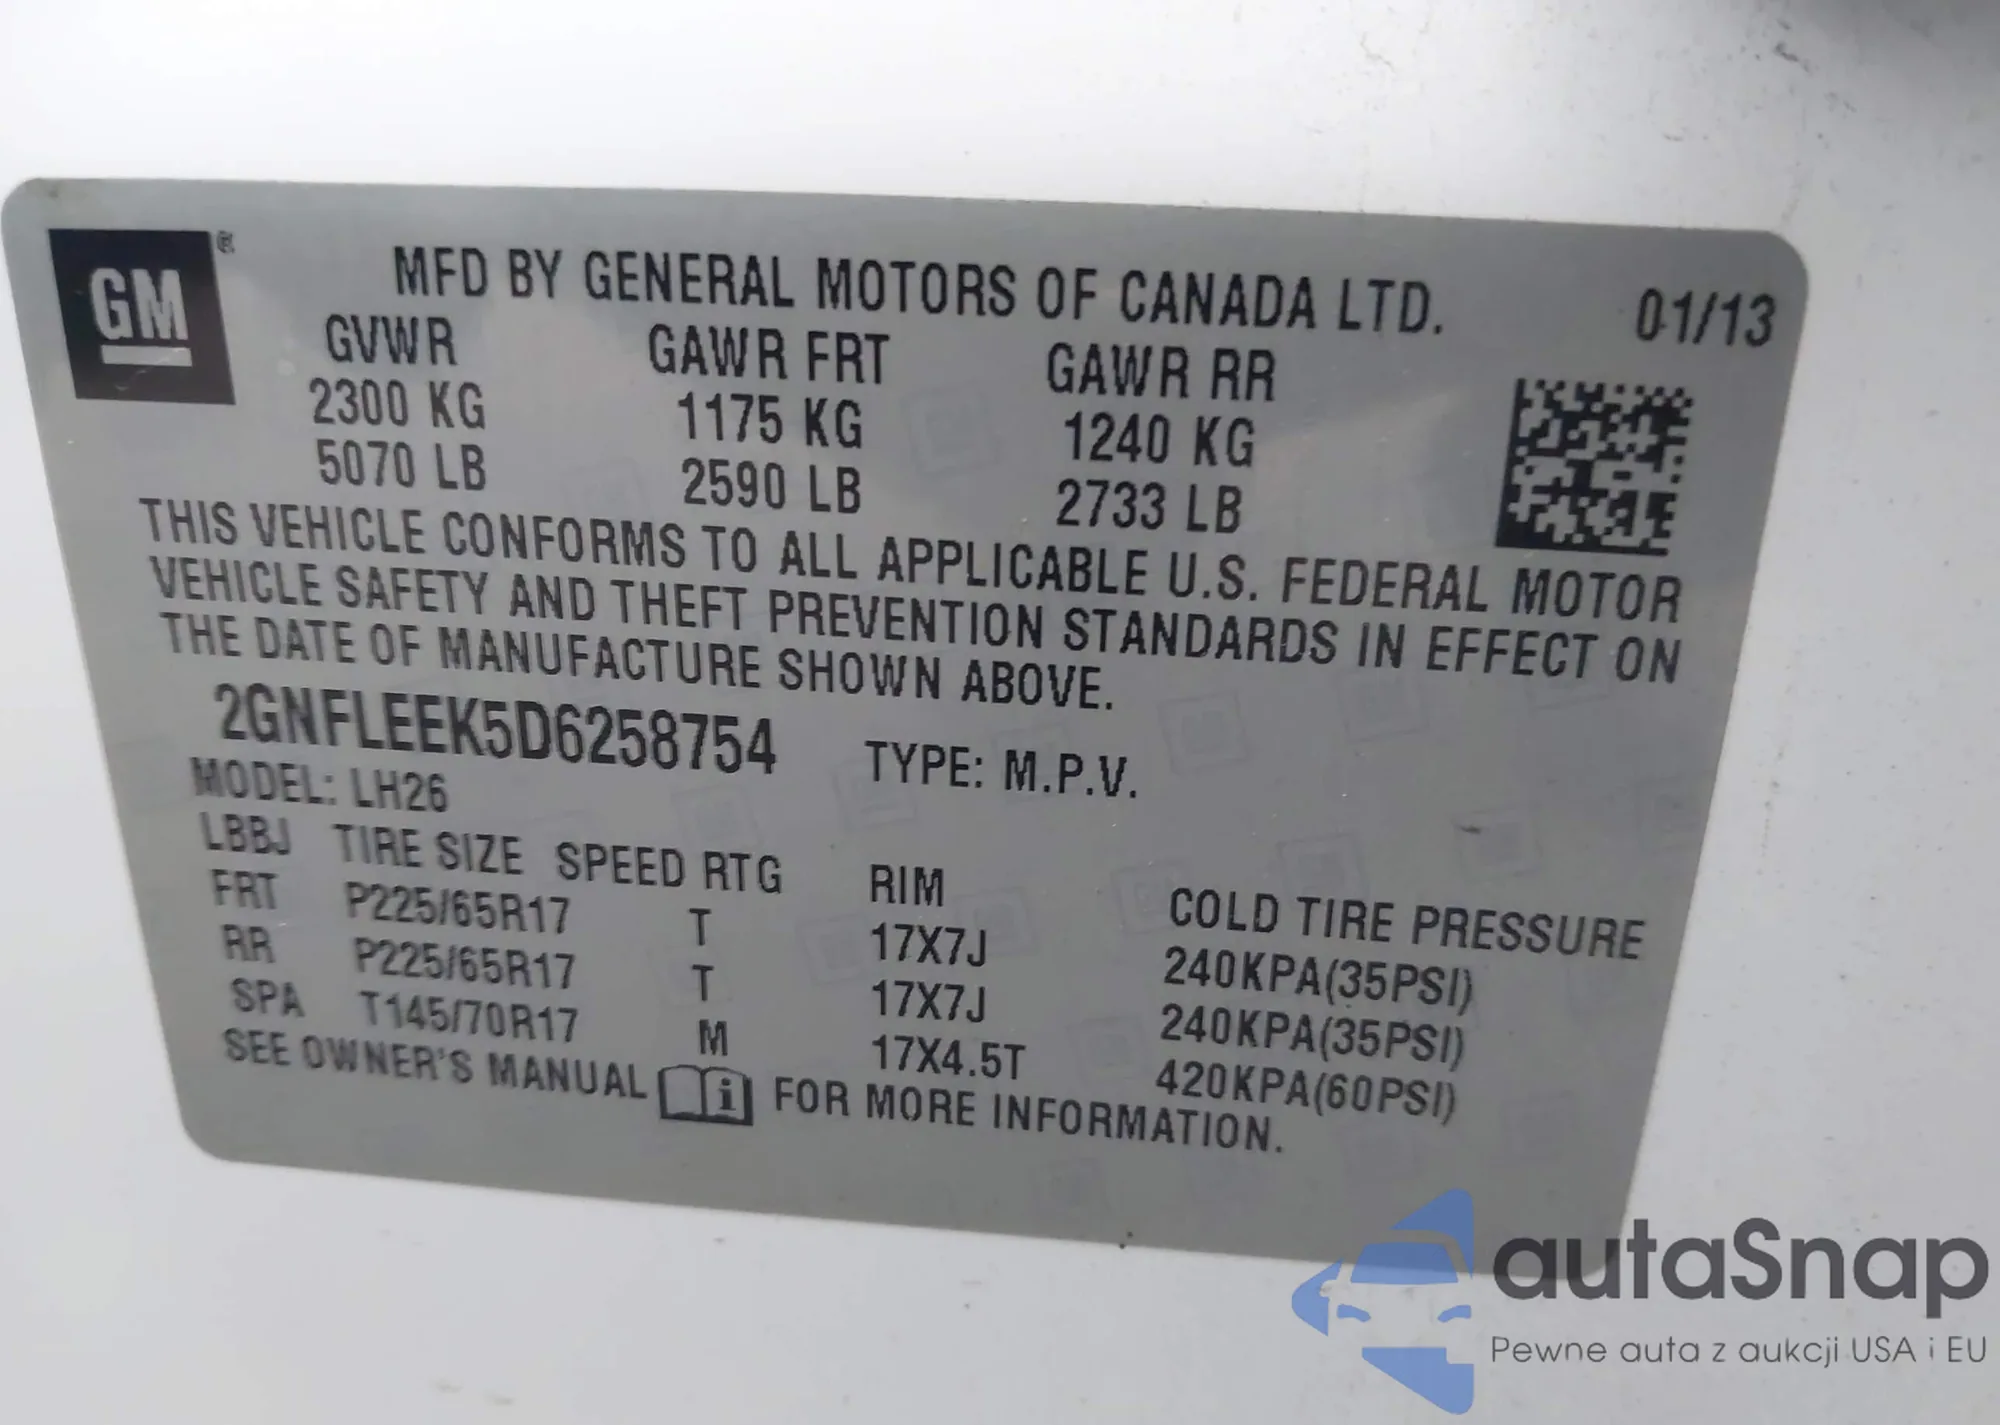 GM ®
MFD BY GENERAL MOTORS OF CANADA LTD.
01/13
GVWR GAWR FRT GAWR RR
2300 KG 1175 KG 1240 KG
5070 LB 2590 LB 2733 LB
THIS VEHICLE CONFORMS TO ALL APPLICABLE U.S. FEDERAL MOTOR
VEHICLE SAFETY AND THEFT PREVENTION STANDARDS IN EFFECT ON
THE DATE OF MANUFACTURE SHOWN ABOVE.
2GNFLEEK5D6258754 TYPE: M.P.V.
MODEL: LH26
LBBJ TIRE SIZE SPEED RTG RIM COLD TIRE PRESSURE
FRT P225/65R17 T 17X7J 240KPA(35PSI)
RR P225/65R17 T 17X7J 240KPA(35PSI)
SPA T145/70R17 M 17X4.5T 420KPA(60PSI)
SEE OWNER'S MANUAL i FOR MORE INFORMATION.
autaSnap
Pewne auta z aukcji USA i EU